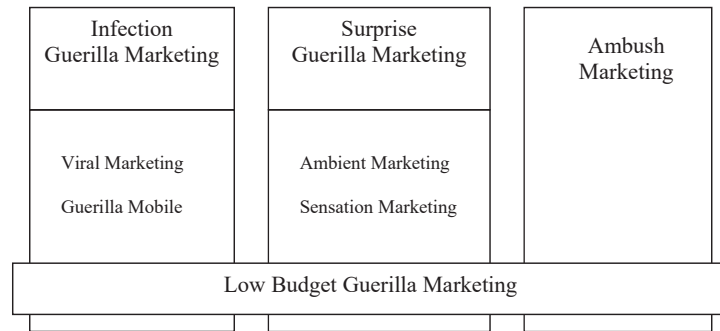 Infection
Guerilla Marketing
Surprise
Guerilla Marketing
Ambush
Marketing
Viral Marketing
Guerilla Mobile
Ambient Marketing
Sensation Marketing
Low Budget Guerilla Marketing